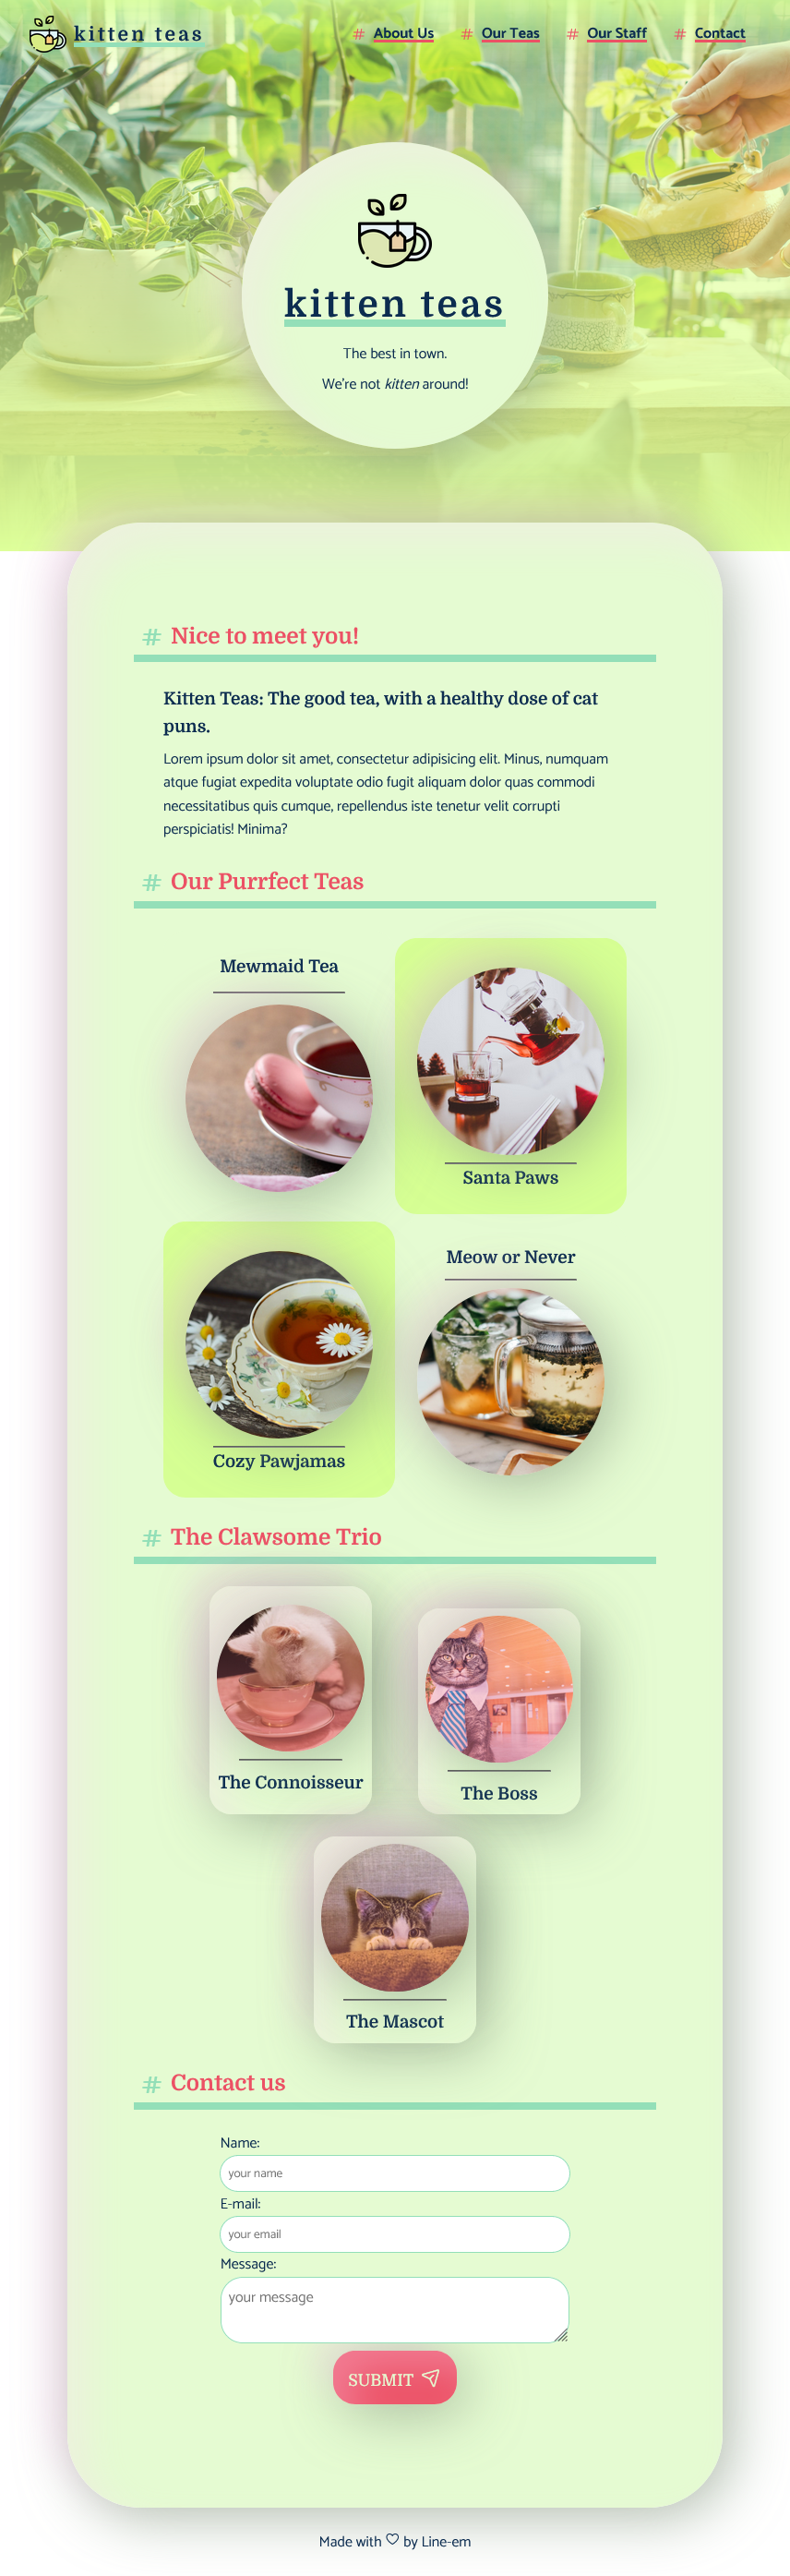 kitten teas
# About Us # Our Teas # Our Staff # Contact
kitten teas
The best in town.
We're not kitten around!
# Nice to meet you!
Kitten Teas: The good tea, with a healthy dose of cat
puns.
Lorem ipsum dolor sit amet, consectetur adipisicing elit. Minus, numquam
atque fugiat expedita voluptate odio fugit aliquam dolor quas commodi
necessitatibus quis cumque, repellendus iste tenetur velit corrupti
perspiciatis! Minima?
# Our Purrfect Teas
Mewmaid Tea
Santa Paws
Cozy Pawjamas
Meow or Never
# The Clawsome Trio
The Connoisseur
The Boss
The Mascot
# Contact us
Name:
your name
E-mail:
your email
Message:
your message
SUBMIT
Made with ♡ by Line-em